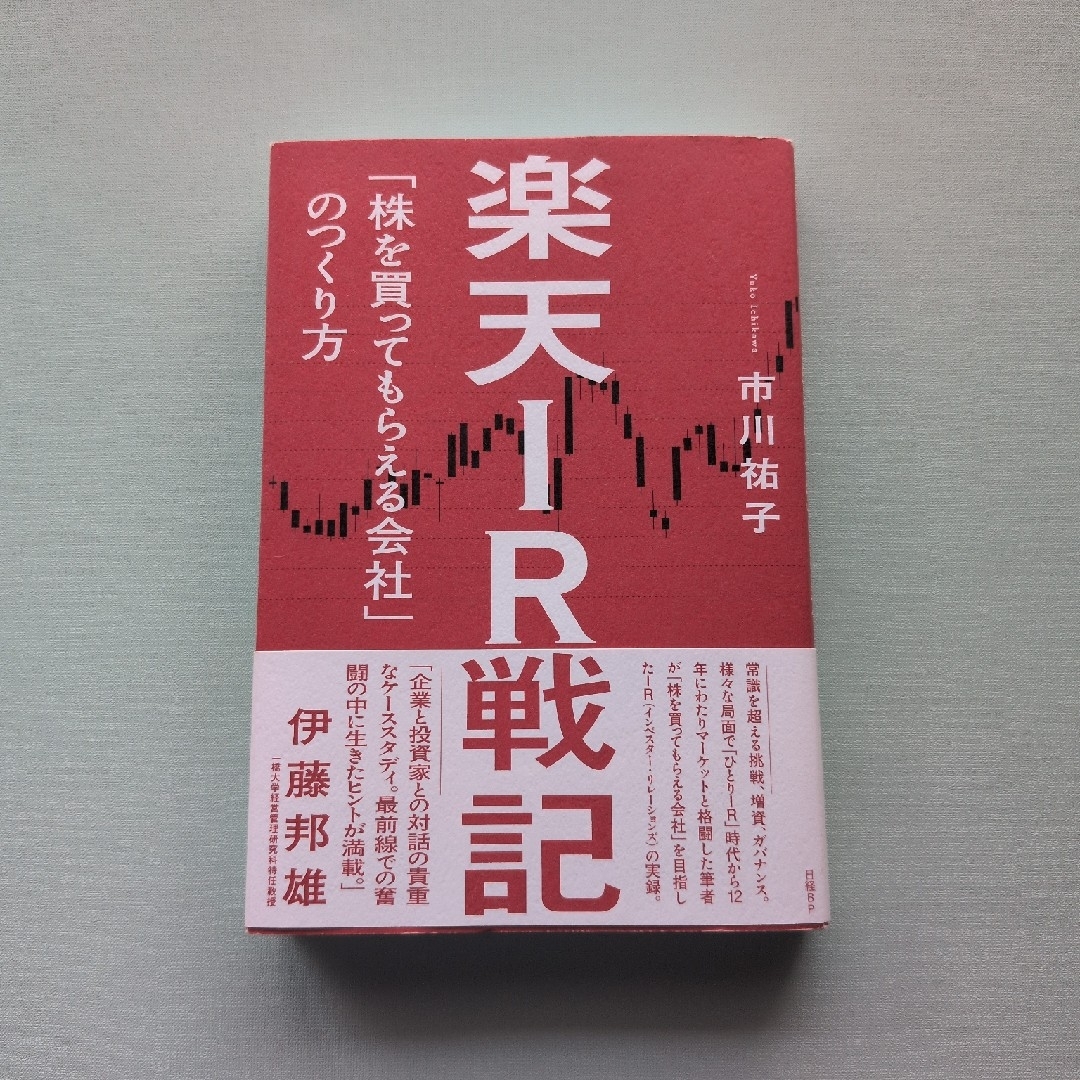 楽天IR戦記
「株を買ってもらえる会社」
のつくり方
Yuko Ichikawa
市川祐子
常識を超える挑戦、増資、ガバナンス。
様々な局面で「ひとりIR」時代から12
年にわたりマーケットと格闘した筆者
が「株を買ってもらえる会社」を目指し
たIR(インベスター・リレーションズ)の実録。
「企業と投資家との対話の貴重
なケーススタディ。最前線での奮
闘の中に生きたヒントが満載。」
伊藤邦雄
一橋大学経営管理研究科特任教授
日経BP